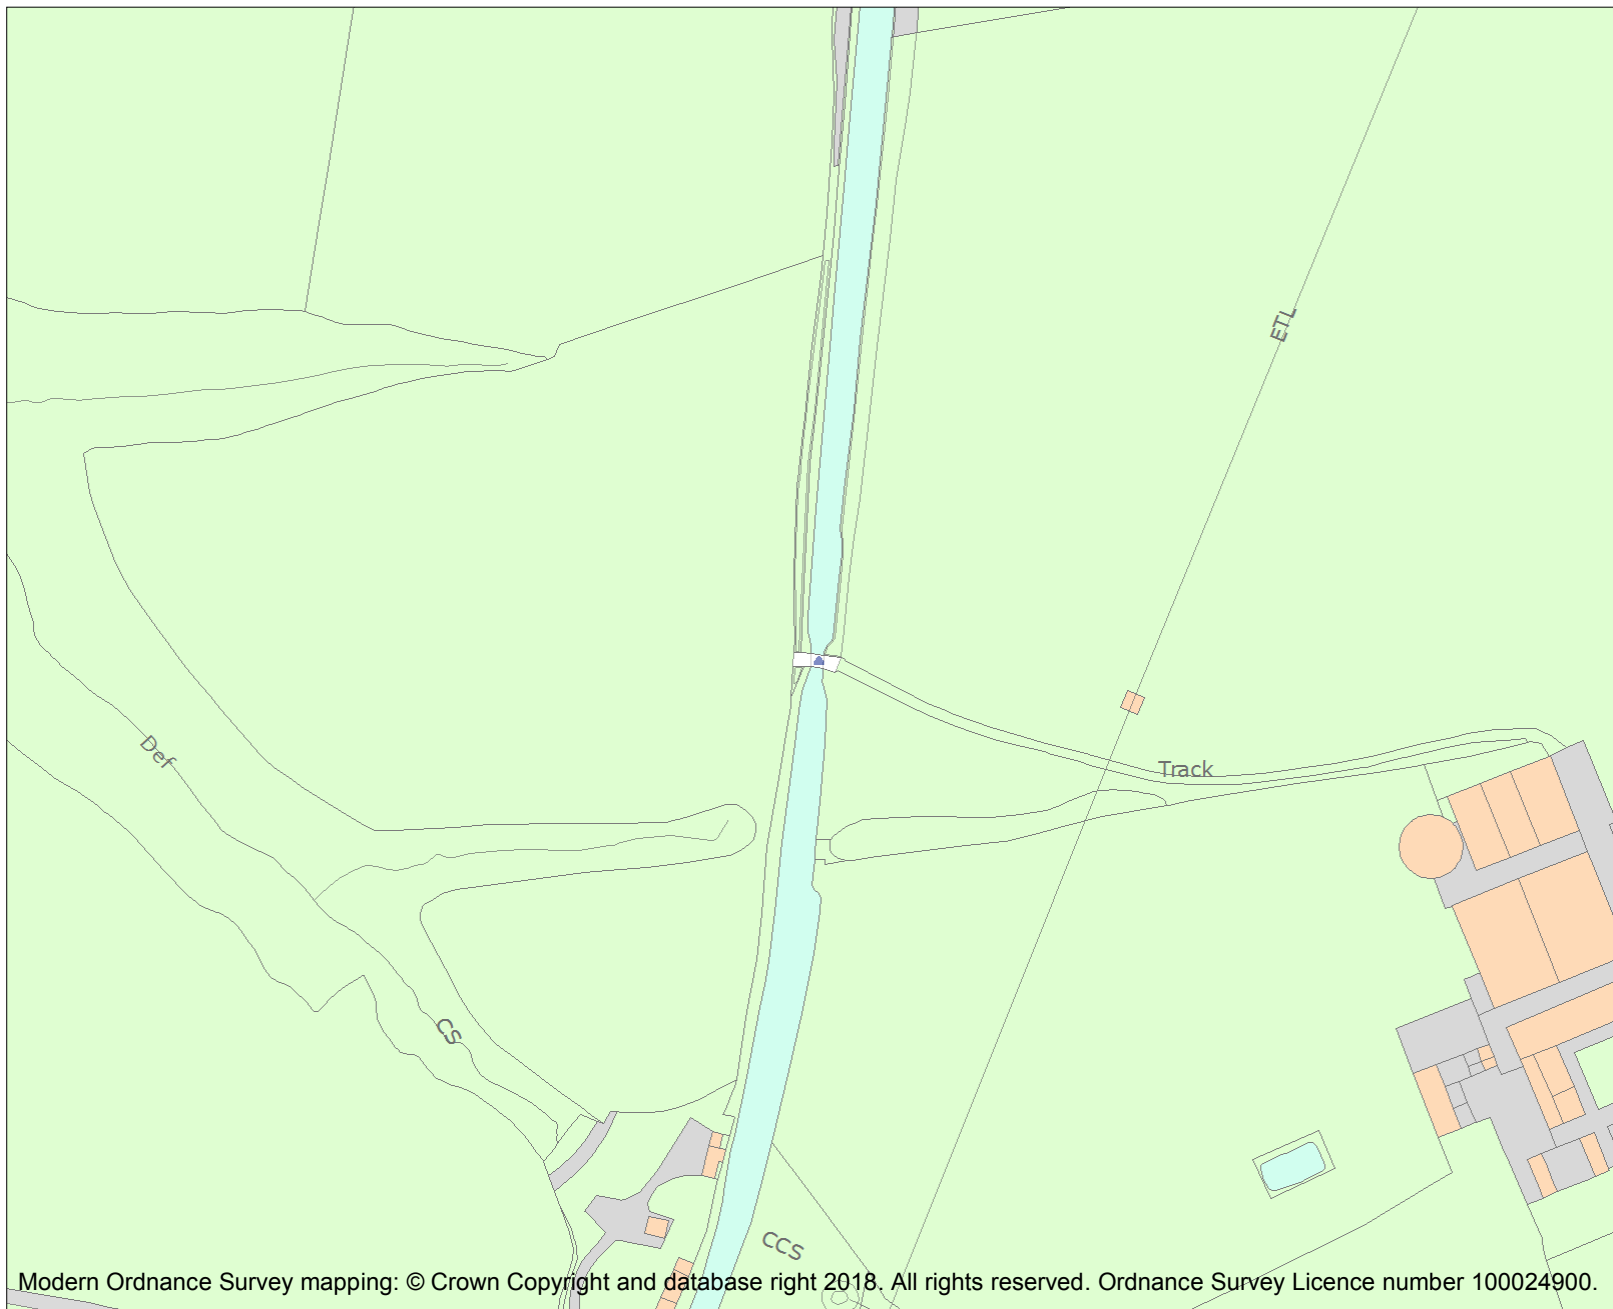 ETL
Def
Track
CS
CCS
Modern Ordnance Survey mapping: © Crown Copyright and database right 2018. All rights reserved. Ordnance Survey Licence number 100024900.